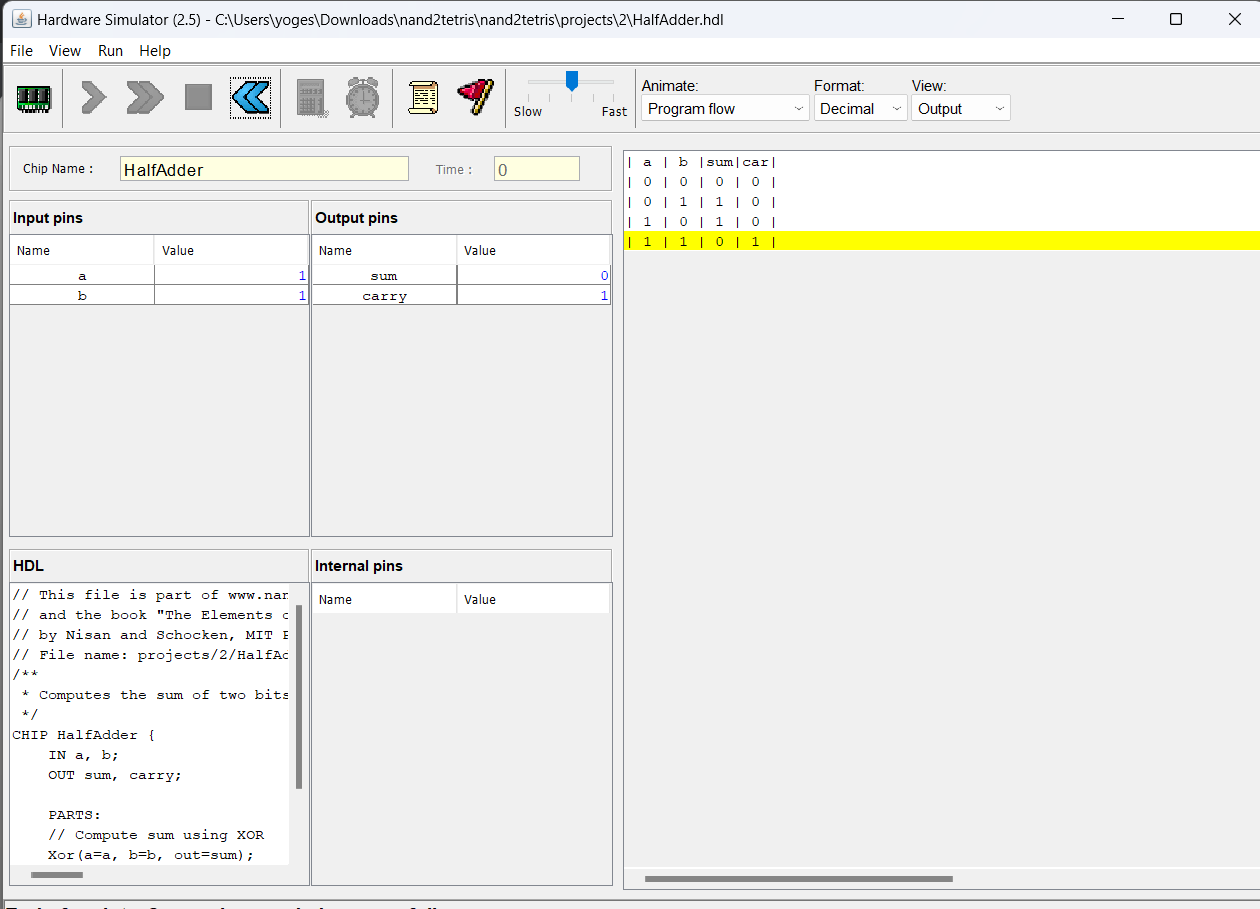 Hardware Simulator (2.5) - C:\Users\yoges\Downloads\nand2tetris\nand2tetris\projects\2\HalfAdder.hdl
File View Run Help
Slow Fast
Animate: Format: View:
Program flow Decimal Output
Chip Name : HalfAdder Time : 0
Input pins
Name Value
a 1
b 1
Output pins
Name Value
sum 0
carry 1
HDL
// This file is part of www.nan
// and the book "The Elements o
// by Nisan and Schocken, MIT P
// File name: projects/2/HalfAd
/**
* Computes the sum of two bits
*/
CHIP HalfAdder {
IN a, b;
OUT sum, carry;
PARTS:
// Compute sum using XOR
Xor(a=a, b=b, out=sum);
Internal pins
Name Value
| a | b |sum|car|
| 0 | 0 | 0 | 0 |
| 0 | 1 | 1 | 0 |
| 1 | 0 | 1 | 0 |
| 1 | 1 | 0 | 1 |